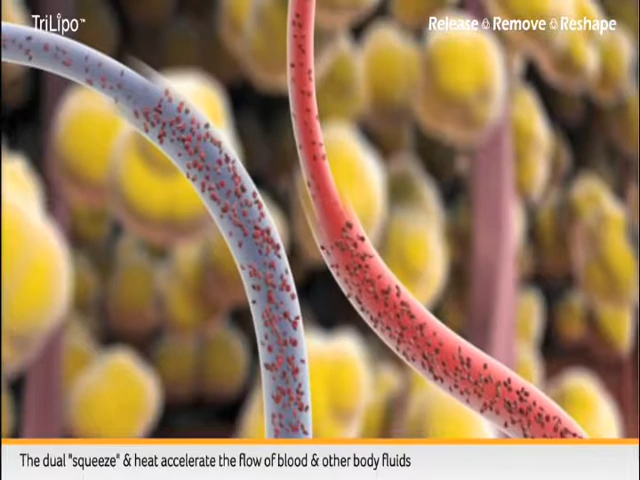 TriLipo™
Release Remove Reshape
The dual "squeeze" & heat accelerate the flow of blood & other body fluids